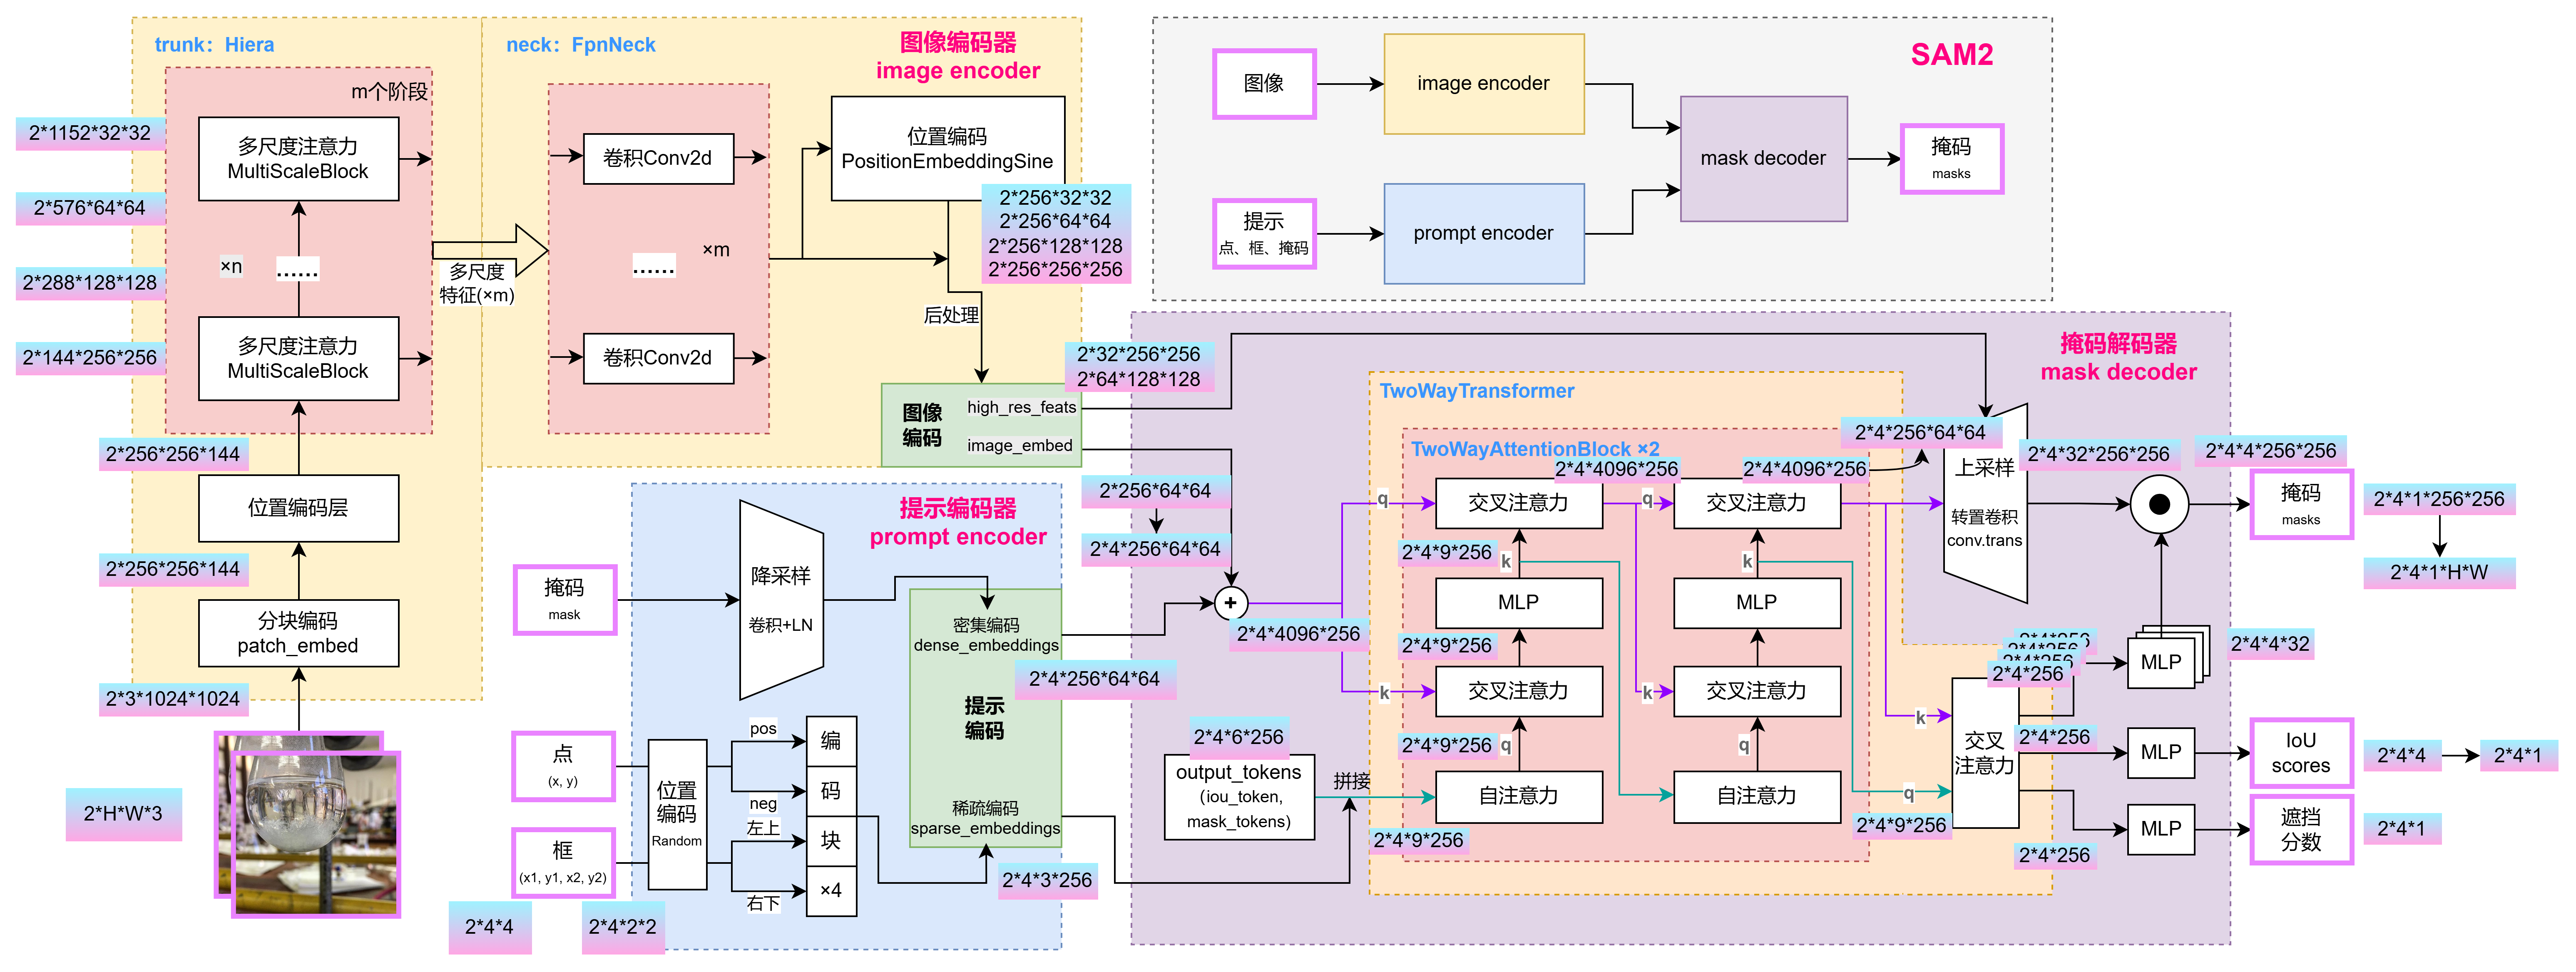 trunk: Hiera
m个阶段
多尺度注意力
MultiScaleBlock
×n
......
多尺度注意力
MultiScaleBlock
2*1152*32*32
2*576*64*64
2*288*128*128
2*144*256*256
2*256*256*144
位置编码层
2*256*256*144
分块编码
patch_embed
2*3*1024*1024
2*H*W*3
多尺度
特征(×m)
neck: FpnNeck
图像编码器
image encoder
卷积Conv2d
......
×m
卷积Conv2d
位置编码
PositionEmbeddingSine
2*256*32*32
2*256*64*64
2*256*128*128
2*256*256*256
后处理
图像
编码
high_res_feats
image_embed
2*32*256*256
2*64*128*128
2*256*64*64
2*4*256*64*64
提示编码器
prompt encoder
掩码
mask
降采样
卷积+LN
密集编码
dense_embeddings
2*4*256*64*64
提示
编码
稀疏编码
sparse_embeddings
2*4*3*256
点
(x, y)
框
(x1, y1, x2, y2)
位置
编码
Random
pos
neg
左上
右下
编
码
块
×4
2*4*4
2*4*2*2
SAM2
图像
image encoder
提示
点、框、掩码
prompt encoder
mask decoder
掩码
masks
掩码解码器
mask decoder
TwoWayTransformer
TwoWayAttentionBlock ×2
+
2*4*4096*256
2*4*6*256
output_tokens
(iou_token,
mask_tokens)
拼接
2*4*9*256
q
k
2*4*4096*256
交叉注意力
2*4*9*256
k
MLP
2*4*9*256
交叉注意力
2*4*9*256
q
自注意力
q
k
2*4*4096*256
交叉注意力
k
MLP
交叉注意力
q
自注意力
2*4*9*256
q
k
交叉
注意力
2*4*256*64*64
上采样
转置卷积
conv.trans
2*4*32*256*256
2*4*4*256*256
掩码
masks
2*4*1*256*256
2*4*1*H*W
2*4*256
2*4*256
2*4*256
2*4*256
MLP
2*4*4*32
2*4*256
MLP
IoU
scores
2*4*4
2*4*1
2*4*256
MLP
遮挡
分数
2*4*1